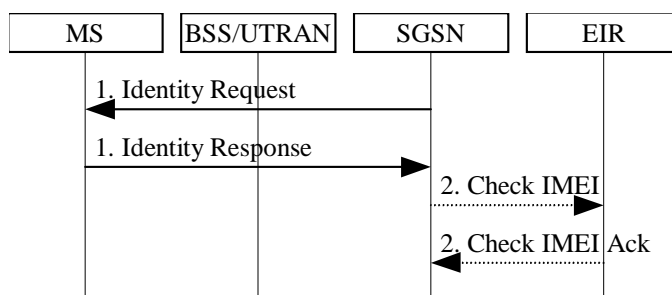 MS BSS/UTRAN SGSN EIR
1. Identity Request
1. Identity Response
2. Check IMEI
2. Check IMEI Ack